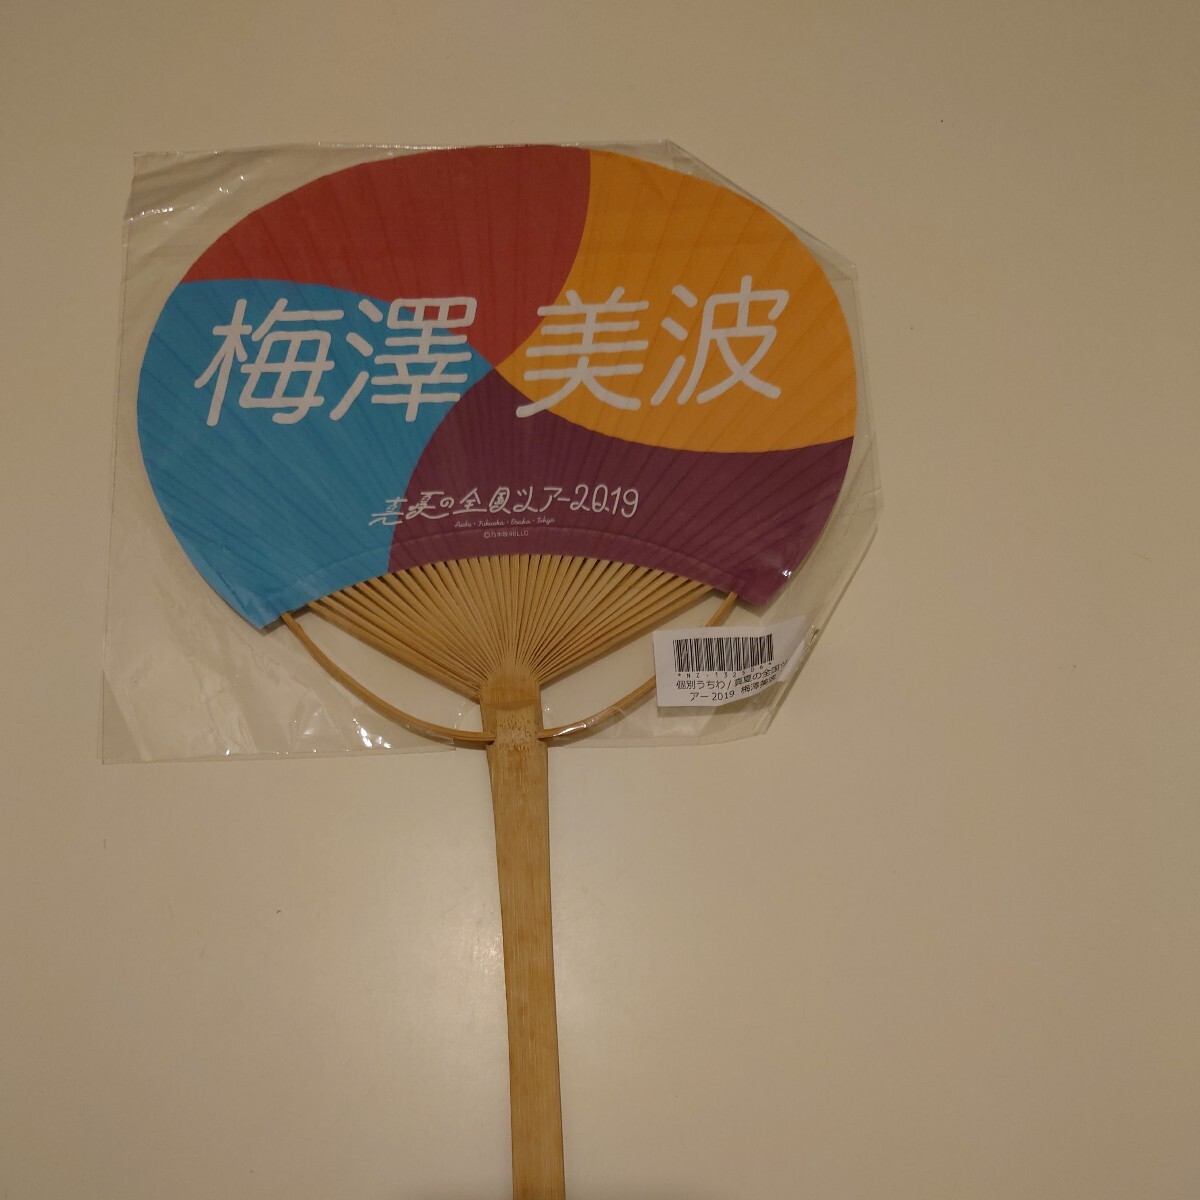 梅澤 美波
真夏の全国ツアー2019
Aichi・Fukuoka・Osaka・Tokyo
©乃木坂46LLC
個別うちわ/真夏の全国ツ
アー2019 梅澤美波